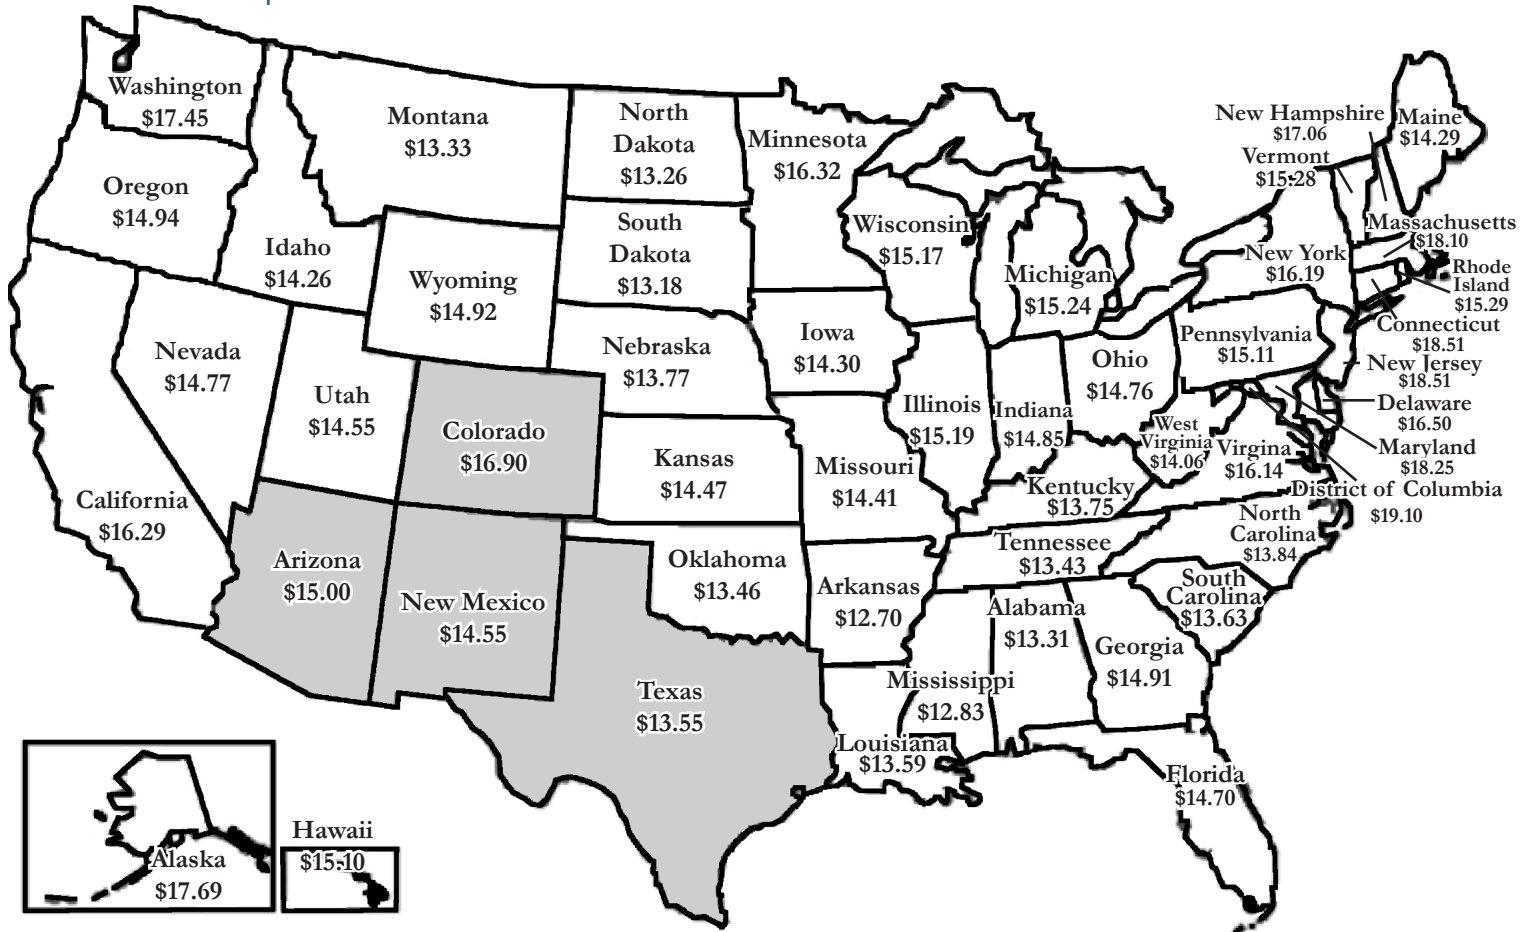 Washington
$17.45
Oregon
$14.94
California
$16.29
Nevada
$14.77
Idaho
$14.26
Montana
$13.33
Wyoming
$14.92
Utah
$14.55
Colorado
$16.90
Arizona
$15.00
New Mexico
$14.55
North
Dakota
$13.26
South
Dakota
$13.18
Nebraska
$13.77
Kansas
$14.47
Oklahoma
$13.46
Texas
$13.55
Minnesota
$16.32
Iowa
$14.30
Missouri
$14.41
Arkansas
$12.70
Louisiana
$13.59
Wisconsin
$15.17
Illinois
$15.19
Michigan
$15.24
Indiana
$14.85
Ohio
$14.76
Kentucky
$13.75
Tennessee
$13.43
Mississippi
$12.83
Alabama
$13.31
Georgia
$14.91
Florida
$14.70
South
Carolina
$13.63
North
Carolina
$13.84
Virgina
$16.14
West
Virginia
$14.06
Pennsylvania
$15.11
New York
$16.19
Vermont
$15.28
New Hampshire
$17.06
Maine
$14.29
Massachusetts
$18.10
Rhode
Island
$15.29
Connecticut
$18.51
New Jersey
$18.51
Delaware
$16.50
Maryland
$18.25
District of Columbia
$19.10
Alaska
$17.69
Hawaii
$15.10